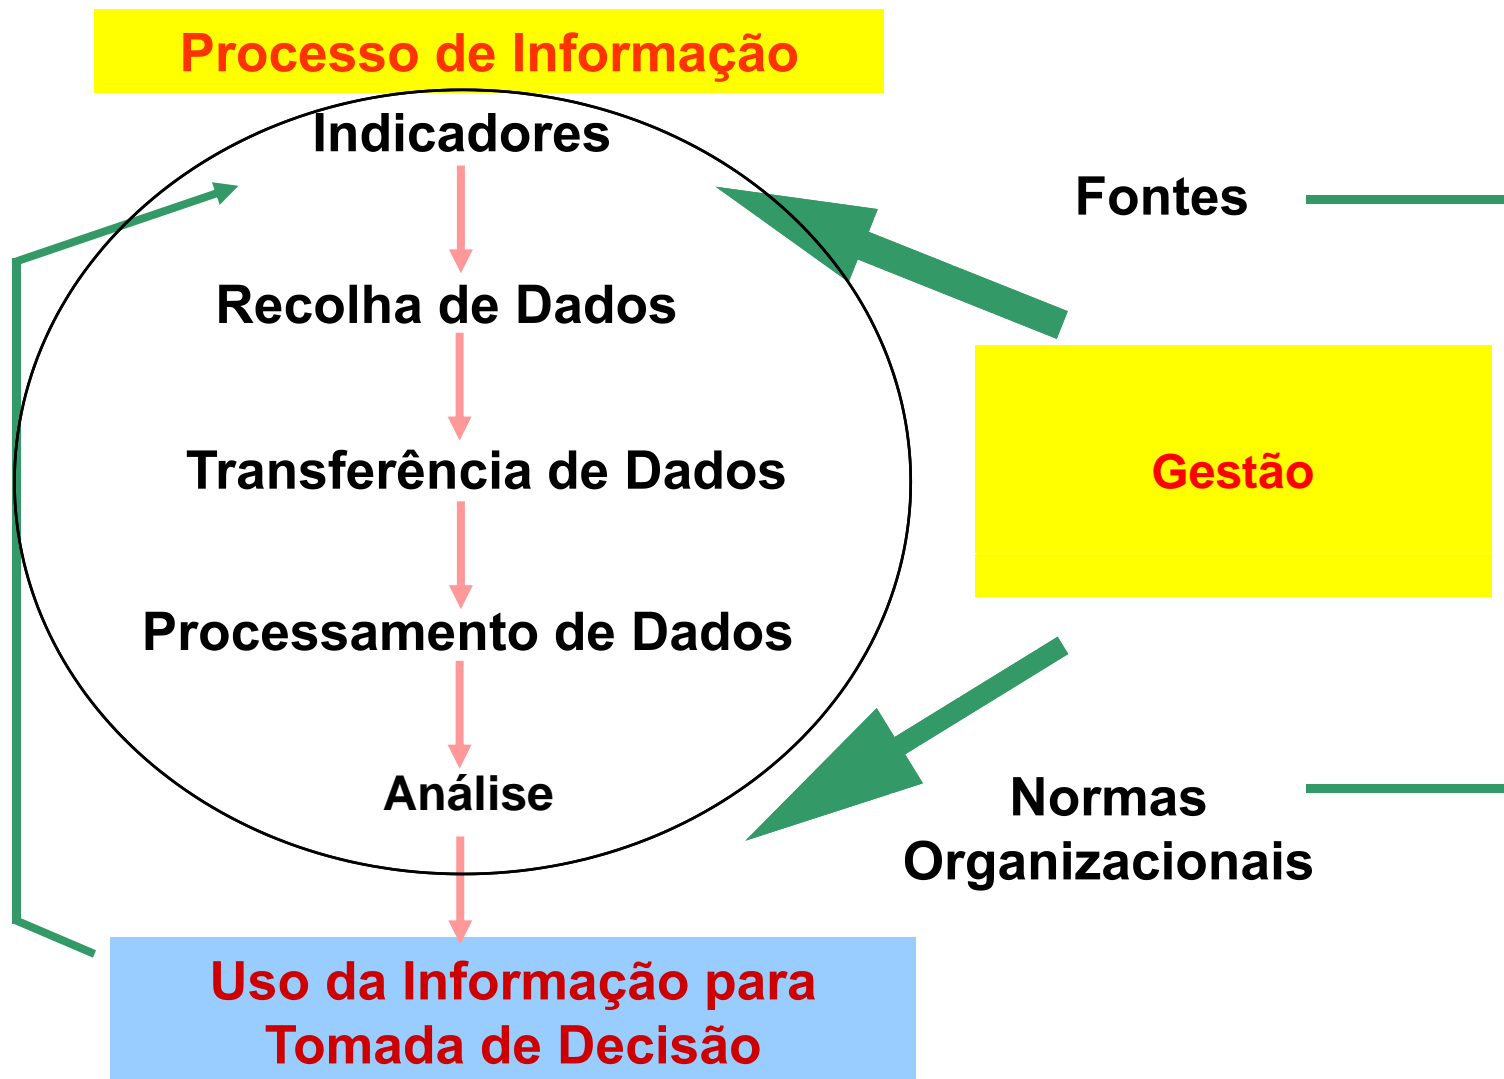 Processo de Informação
Indicadores
Fontes
Recolha de Dados
Transferência de Dados
Gestão
Processamento de Dados
Análise
Normas
Organizacionais
Uso da Informação para
Tomada de Decisão